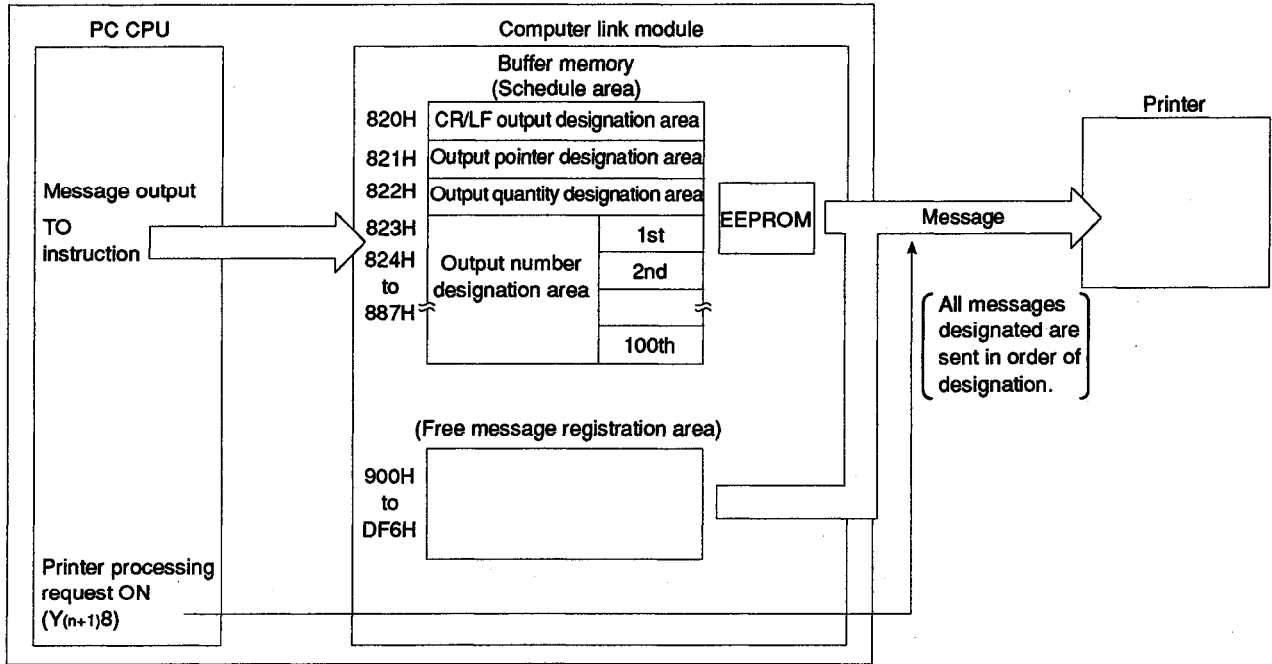 PC CPU
Computer link module
Buffer memory
(Schedule area)
Printer
820H
CR/LF output designation area
821H
Output pointer designation area
Message output
822H
Output quantity designation area
EEPROM
Message
TO
instruction
823H
824H
to
887H
Output number
designation area
1st
2nd
100th
All messages
designated are
sent in order of
designation.
(Free message registration area)
900H
to
DF6H
Printer processing
request ON
(Y(n+1)8)